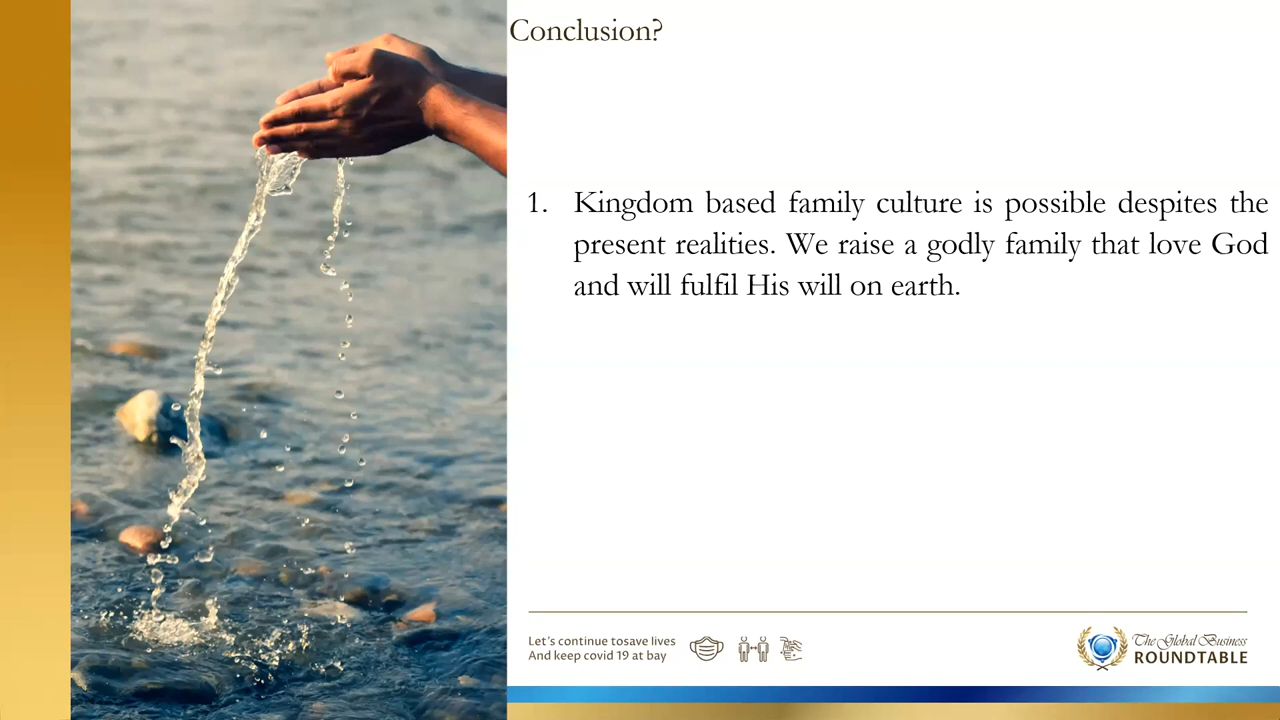 Conclusion?
1. Kingdom based family culture is possible despites the
present realities. We raise a godly family that love God
and will fulfil His will on earth.
Let's continue tosave lives
And keep covid 19 at bay
The Global Business
ROUNDTABLE